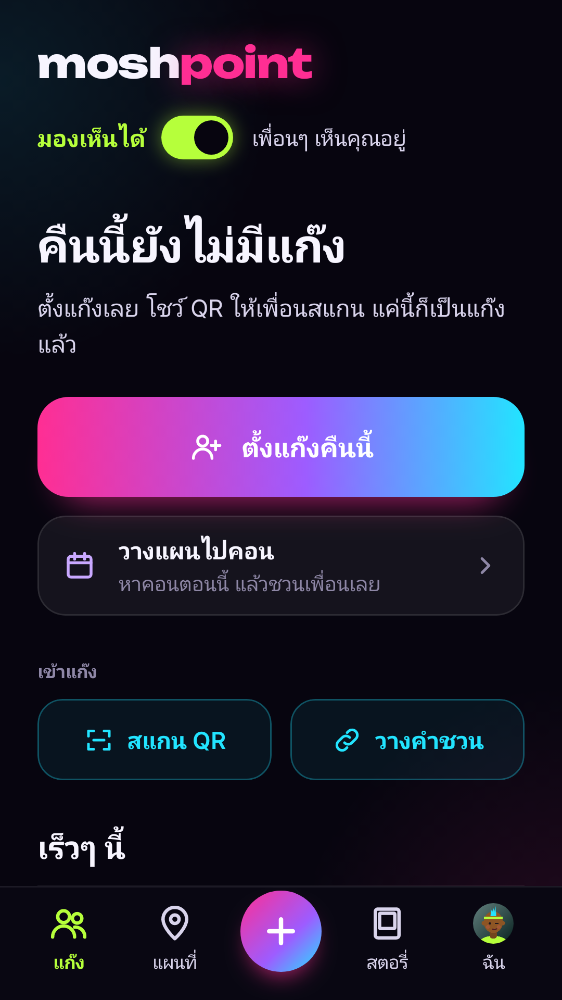 moshpoint
มองเห็นได้
เพื่อนๆ เห็นคุณอยู่
คืนนี้ยังไม่มีแก๊ง
ตั้งแก๊งเลย โชว์ QR ให้เพื่อนสแกน แค่นี้ก็เป็นแก๊ง
แล้ว
ตั้งแก๊งคืนนี้
วางแผนไปคอน
หาคอนตอนนี้ แล้วชวนเพื่อนเลย
เข้าแก๊ง
สแกน QR
วางคำชวน
เร็วๆ นี้
แก๊ง
แผนที่
สตอรี่
ฉัน